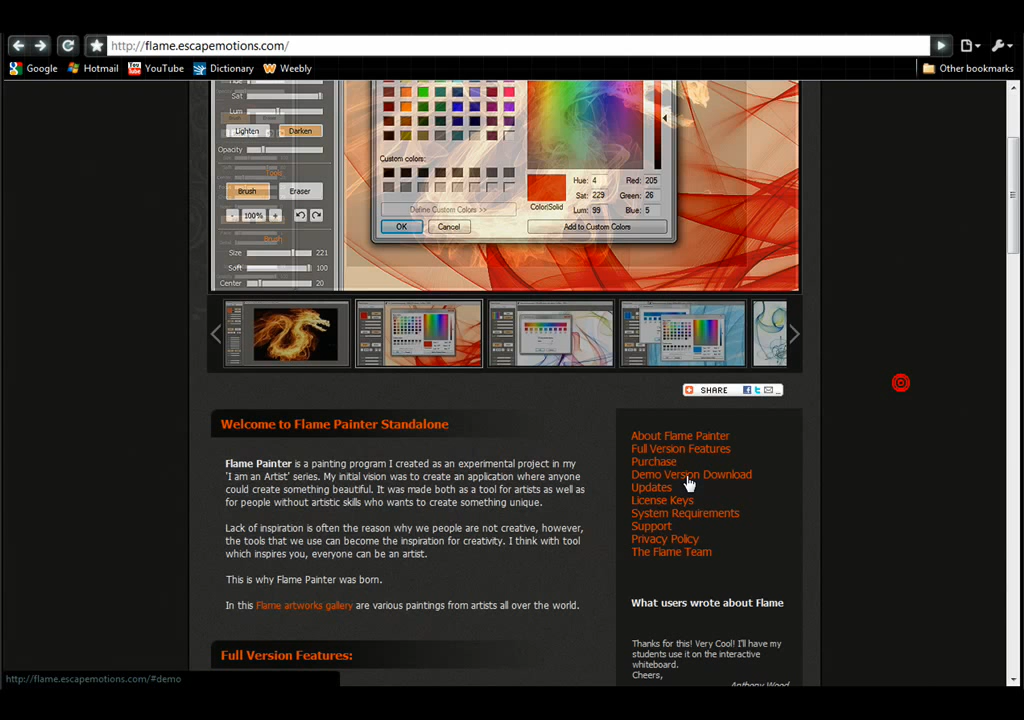 http://flame.escapemotions.com/
Google Hotmail YouTube Dictionary Weebly Other bookmarks
Sat
Lum
Lighten Darken
Opacity
Tools
Brush Eraser
- 100% +
Brush
Size 221
Soft 100
Center 20
Custom colors:
Define Custom Colors >>
OK Cancel
Color|Solid
Hue: 4 Red: 205
Sat: 229 Green: 26
Lum: 99 Blue: 5
Add to Custom Colors
SHARE
Welcome to Flame Painter Standalone
Flame Painter is a painting program I created as an experimental project in my
'I am an Artist' series. My initial vision was to create an application where anyone
could create something beautiful. It was made both as a tool for artists as well as
for people without artistic skills who wants to create something unique.
Lack of inspiration is often the reason why we people are not creative, however,
the tools that we use can become the inspiration for creativity. I think with tool
which inspires you, everyone can be an artist.
This is why Flame Painter was born.
In this Flame artworks gallery are various paintings from artists all over the world.
Full Version Features:
About Flame Painter
Full Version Features
Purchase
Demo Version Download
Updates
License Keys
System Requirements
Support
Privacy Policy
The Flame Team
What users wrote about Flame
Thanks for this! Very Cool! I'll have my
students use it on the interactive
whiteboard.
Cheers,
Anthony Wood
http://flame.escapemotions.com/#demo